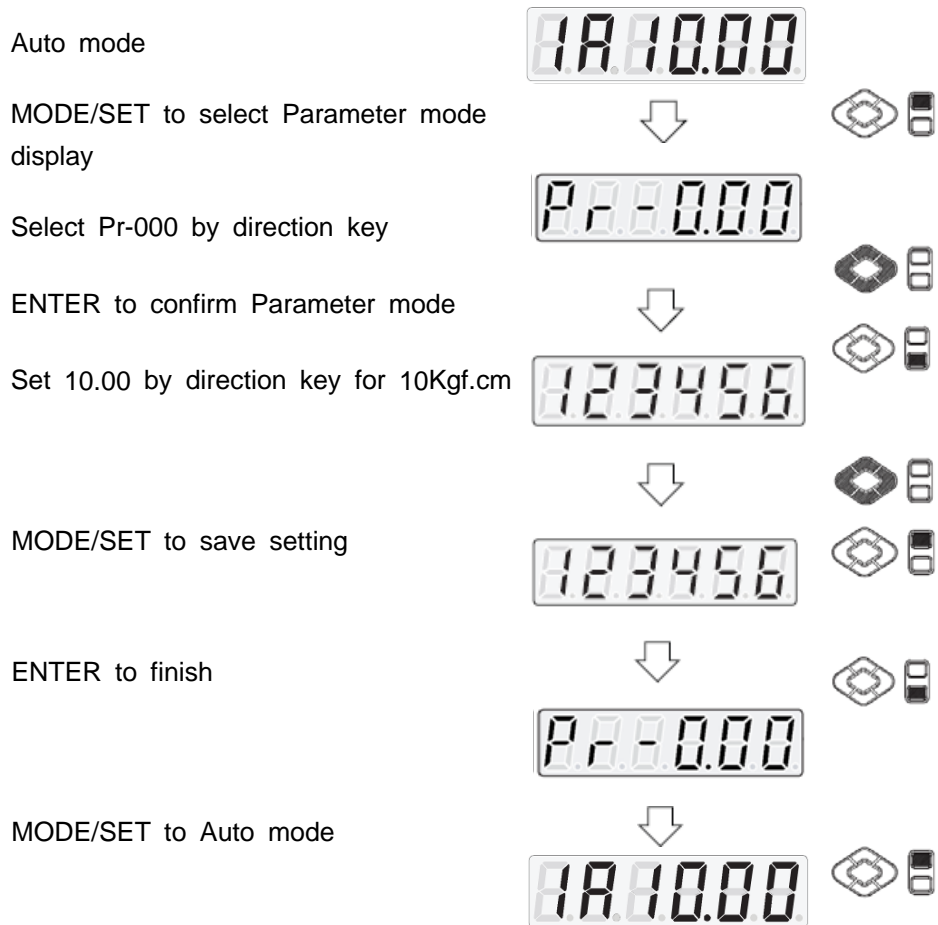 Auto mode
1A 10.00
MODE/SET to select Parameter mode
display
Pr-0.00
Select Pr-000 by direction key
ENTER to confirm Parameter mode
Set 10.00 by direction key for 10Kgf.cm
123456
MODE/SET to save setting
123456
ENTER to finish
Pr-0.00
MODE/SET to Auto mode
1A 10.00